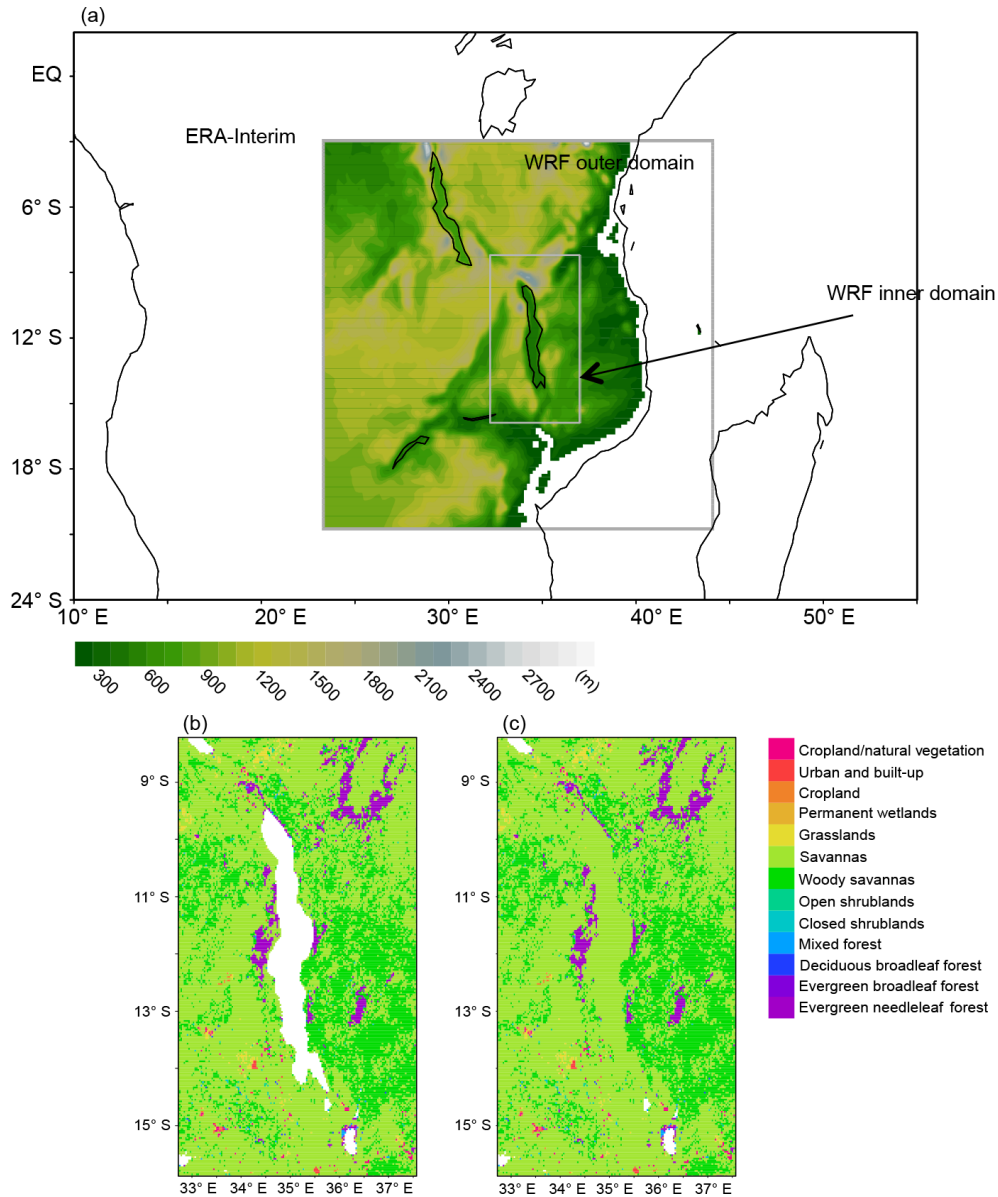 (a)
EQ
ERA-Interim
WRF outer domain
6° S
WRF inner domain
12° S
18° S
24° S
10° E
20° E
30° E
40° E
50° E
300
600
900
1200
1500
1800
2100
2400
2700
(m)
(b)
(c)
9° S
11° S
13° S
15° S
33° E
34° E
35° E
36° E
37° E
9° S
11° S
13° S
15° S
33° E
34° E
35° E
36° E
37° E
Cropland/natural vegetation
Urban and built-up
Cropland
Permanent wetlands
Grasslands
Savannas
Woody savannas
Open shrublands
Closed shrublands
Mixed forest
Deciduous broadleaf forest
Evergreen broadleaf forest
Evergreen needleleaf forest